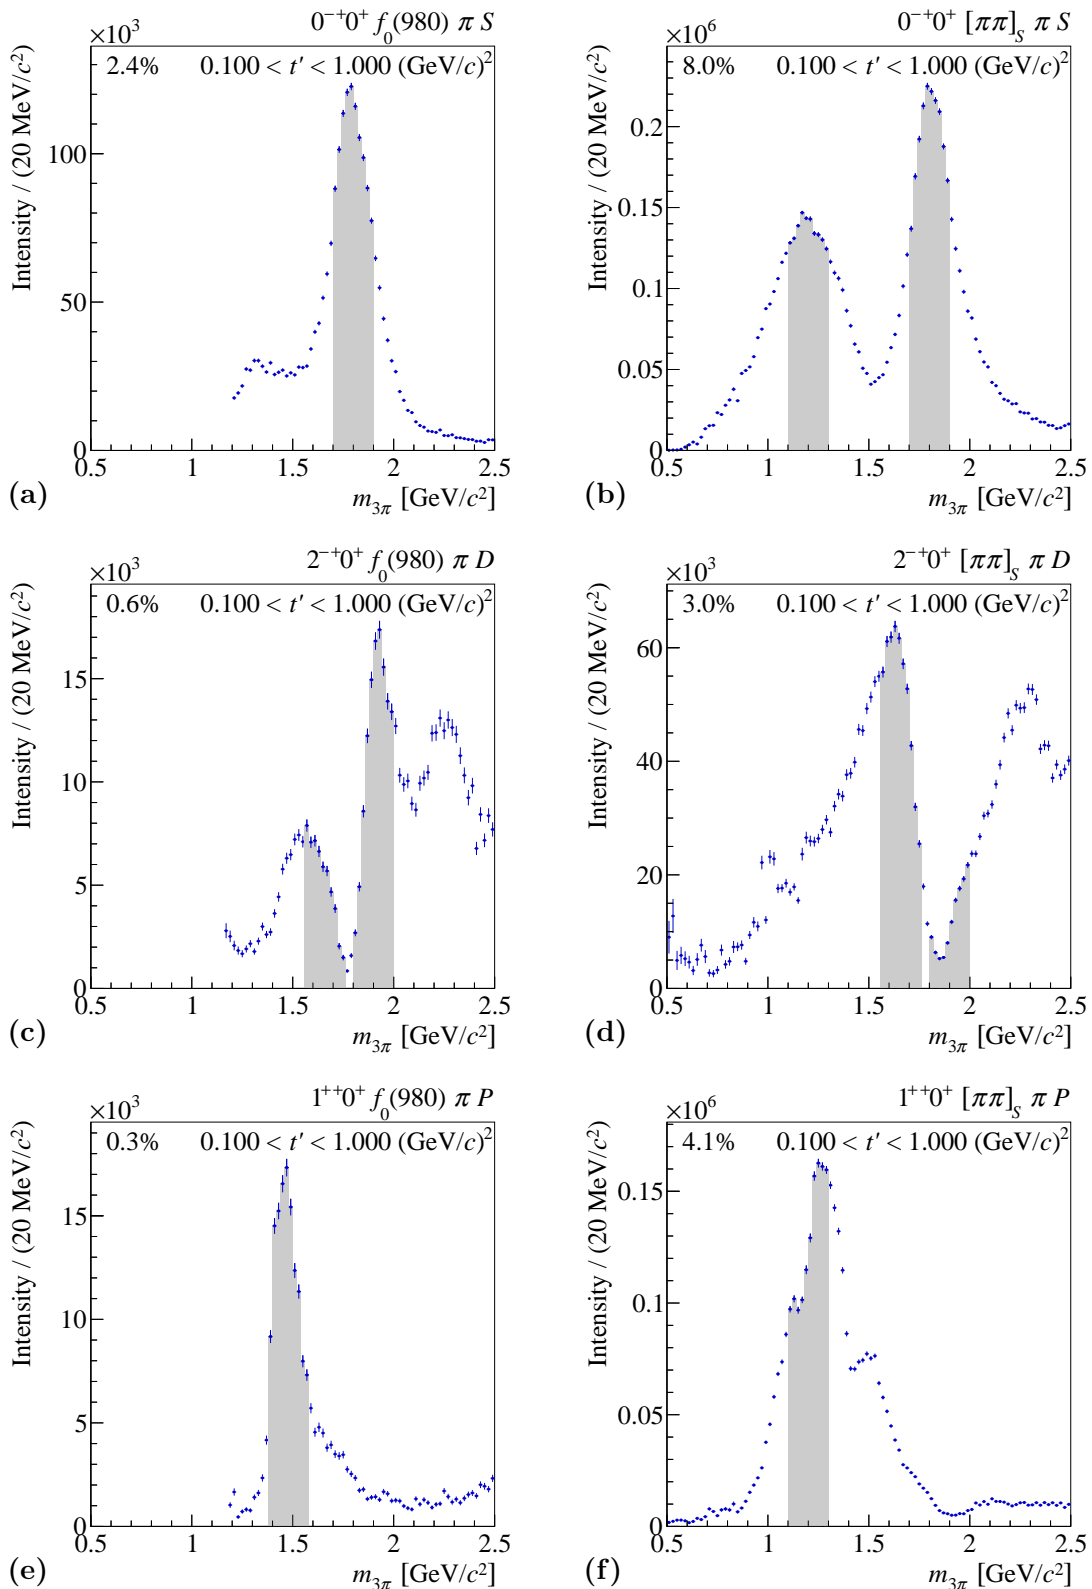 0⁻⁺0⁺ f₀(980) π S
×10³
2.4% 0.100 < t′ < 1.000 (GeV/c)²
Intensity / (20 MeV/c²)
100
50
0
0.5 1 1.5 2 2.5
m₃π [GeV/c²]
(a)
0⁻⁺0⁺ [ππ]_S π S
×10⁶
8.0% 0.100 < t′ < 1.000 (GeV/c)²
Intensity / (20 MeV/c²)
0.2
0.15
0.1
0.05
0
0.5 1 1.5 2 2.5
m₃π [GeV/c²]
(b)
2⁻⁺0⁺ f₀(980) π D
×10³
0.6% 0.100 < t′ < 1.000 (GeV/c)²
Intensity / (20 MeV/c²)
15
10
5
0
0.5 1 1.5 2 2.5
m₃π [GeV/c²]
(c)
2⁻⁺0⁺ [ππ]_S π D
×10³
3.0% 0.100 < t′ < 1.000 (GeV/c)²
Intensity / (20 MeV/c²)
60
40
20
0
0.5 1 1.5 2 2.5
m₃π [GeV/c²]
(d)
1⁺⁺0⁺ f₀(980) π P
×10³
0.3% 0.100 < t′ < 1.000 (GeV/c)²
Intensity / (20 MeV/c²)
15
10
5
0
0.5 1 1.5 2 2.5
m₃π [GeV/c²]
(e)
1⁺⁺0⁺ [ππ]_S π P
×10⁶
4.1% 0.100 < t′ < 1.000 (GeV/c)²
Intensity / (20 MeV/c²)
0.15
0.1
0.05
0
0.5 1 1.5 2 2.5
m₃π [GeV/c²]
(f)